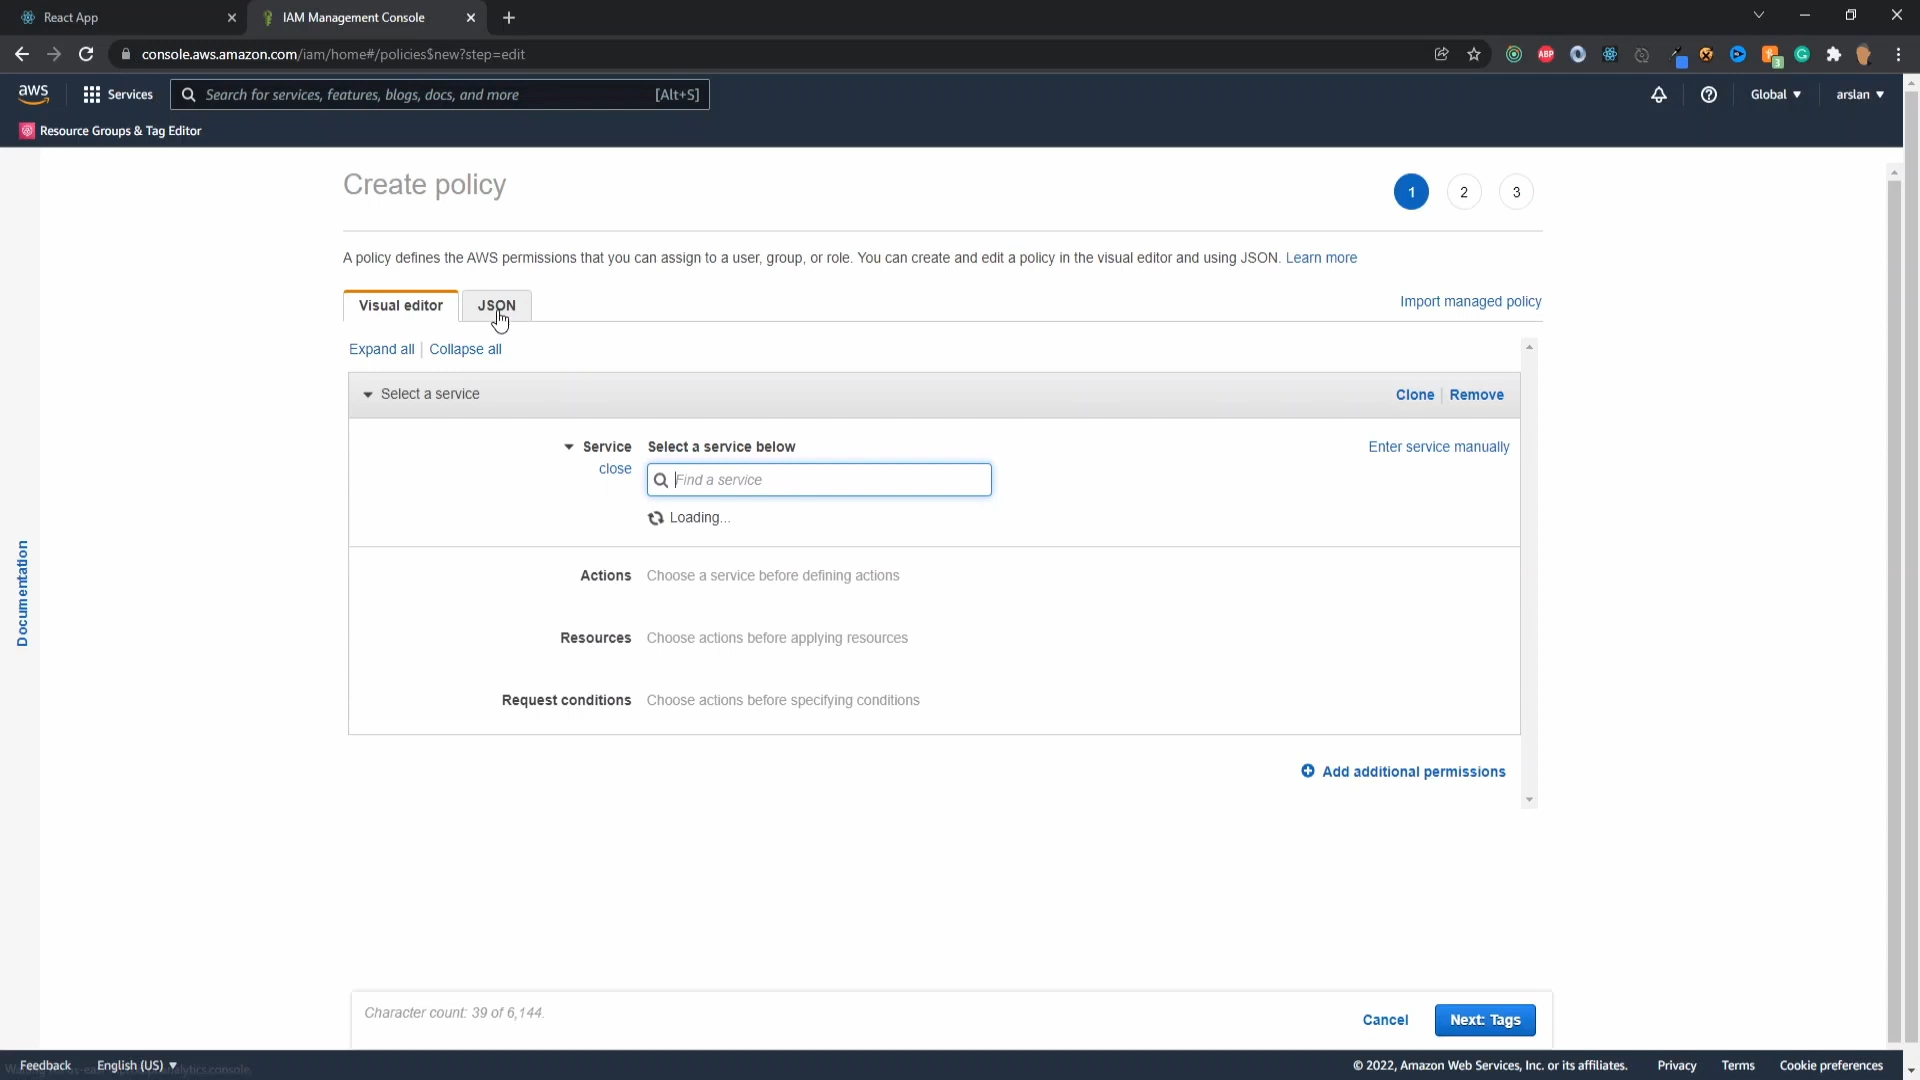 React App
IAM Management Console
console.aws.amazon.com/iam/home#/policies$new?step=edit
ABP
3
aws
Services
Search for services, features, blogs, docs, and more
[Alt+S]
Global
arslan
Resource Groups & Tag Editor
Create policy
1
2
3
A policy defines the AWS permissions that you can assign to a user, group, or role. You can create and edit a policy in the visual editor and using JSON. Learn more
Visual editor
JSON
Import managed policy
Expand all
Collapse all
Select a service
Clone
Remove
Service
Select a service below
Enter service manually
close
Find a service
Loading...
Actions
Choose a service before defining actions
Resources
Choose actions before applying resources
Request conditions
Choose actions before specifying conditions
Documentation
Add additional permissions
Character count: 39 of 6,144.
Cancel
Next: Tags
Feedback
English (US)
© 2022, Amazon Web Services, Inc. or its affiliates.
Privacy
Terms
Cookie preferences